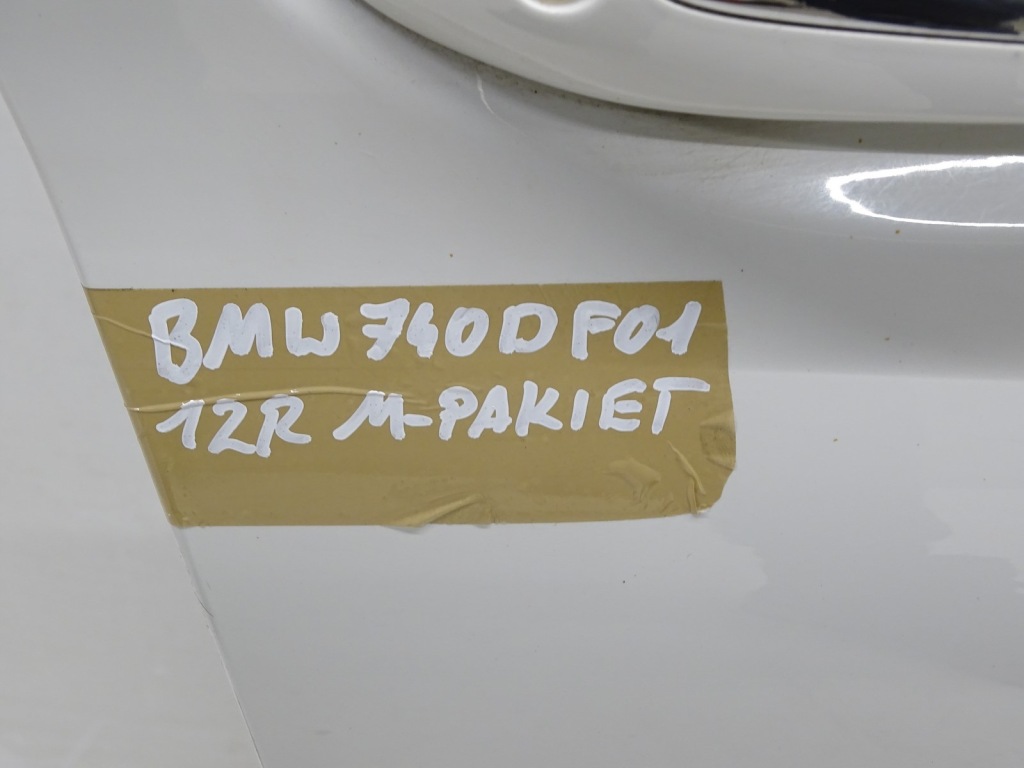 BMW 740D F01
12R M-PAKIET